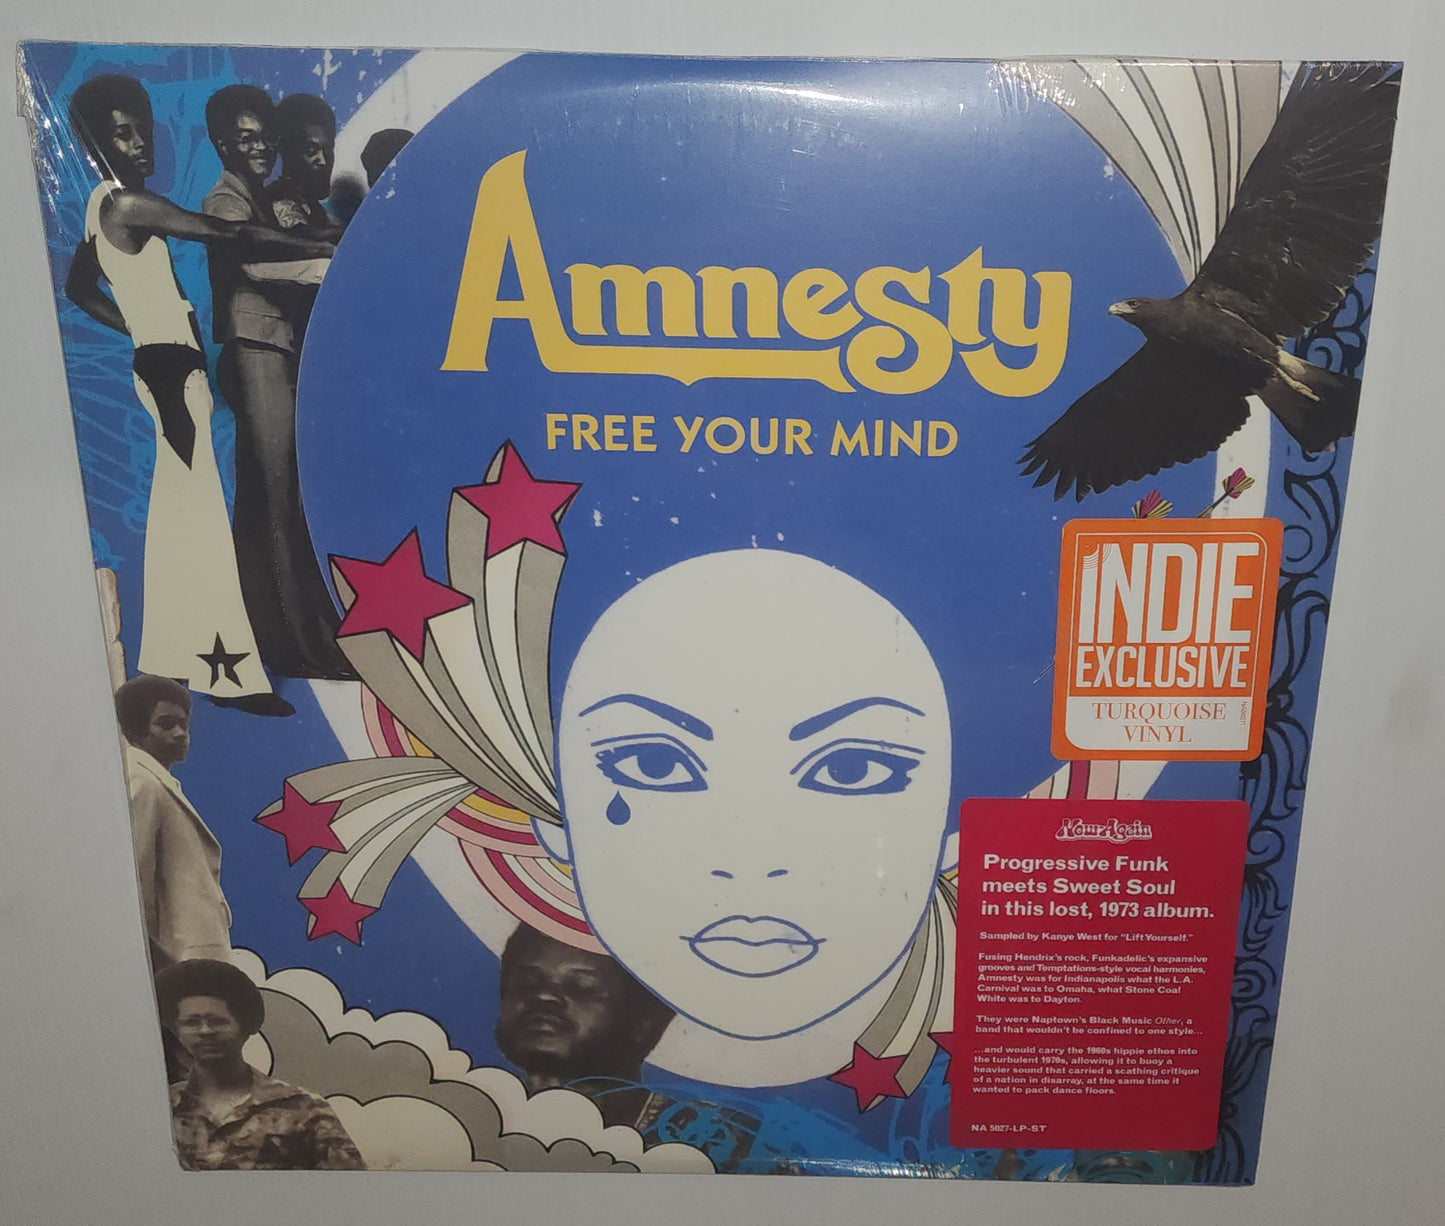 Amnesty
FREE YOUR MIND
INDIE
EXCLUSIVE
TURQUOISE
VINYL
Now-Again
Progressive Funk
meets Sweet Soul
in this lost, 1973 album.
Sampled by Kanye West for “Lift Yourself.”
Fusing Hendrix’s rock, Funkadelic’s expansive
grooves and Temptations-style vocal harmonies,
Amnesty was for Indianapolis what the L.A.
Carnival was to Omaha, what Stone Coal
White was to Dayton.
They were Naptown’s Black Music Other, a
band that wouldn’t be confined to one style...
...and would carry the 1960s hippie ethos into
the turbulent 1970s, allowing it to buoy a
heavier sound that carried a scathing critique
of a nation in disarray, at the same time it
wanted to pack dance floors.
NA 5027-LP-ST